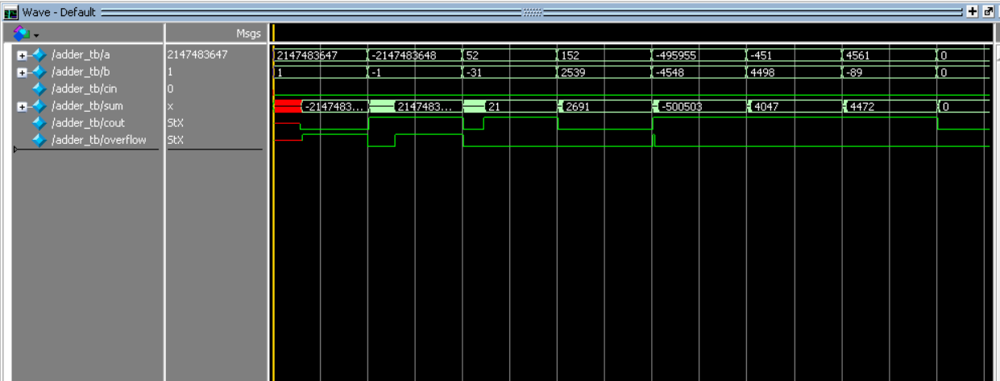 Wave - Default
Msgs
/adder_tb/a 2147483647 2147483647 -2147483648 52 152 -495955 -451 4561 0
/adder_tb/b 1 1 -1 -31 2539 -4548 4498 -89 0
/adder_tb/cin 0
/adder_tb/sum x -2147483... 2147483... 21 2691 -500503 4047 4472 0
/adder_tb/cout StX
/adder_tb/overflow StX